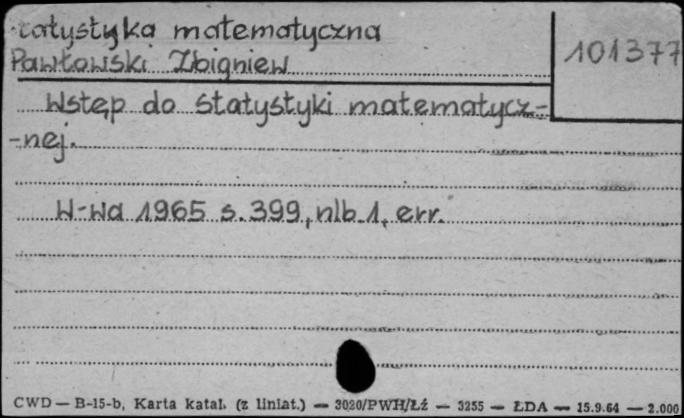 tatystyka matematyczna
101377
Pawłowski Zbigniew
Wstęp do statystyki matematycz-
-nej.
W-wa 1965 s. 399, nlb. 1, err.
CWD — B-15-b, Karta katal. (z liniat.) — 3020/PWH/Łź — 3255 — ŁDA — 15.9.64 — 2.000